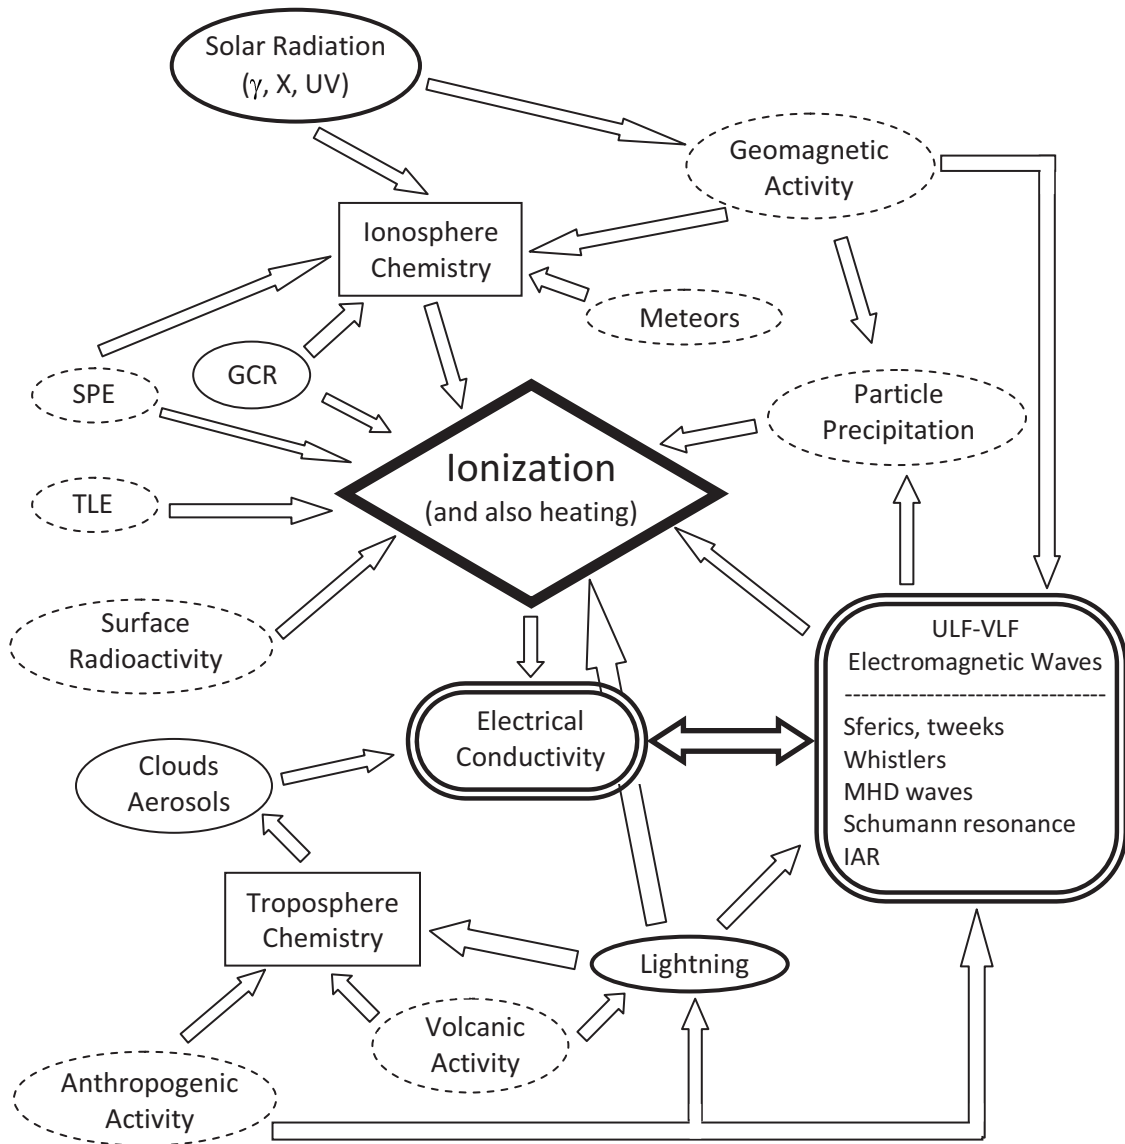 Solar Radiation
(γ, X, UV)
Geomagnetic
Activity
Ionosphere
Chemistry
Meteors
SPE
GCR
Particle
Precipitation
Ionization
(and also heating)
TLE
Surface
Radioactivity
ULF-VLF
Electromagnetic Waves
Sferics, tweeks
Whistlers
MHD waves
Schumann resonance
IAR
Electrical
Conductivity
Clouds
Aerosols
Troposphere
Chemistry
Lightning
Volcanic
Activity
Anthropogenic
Activity